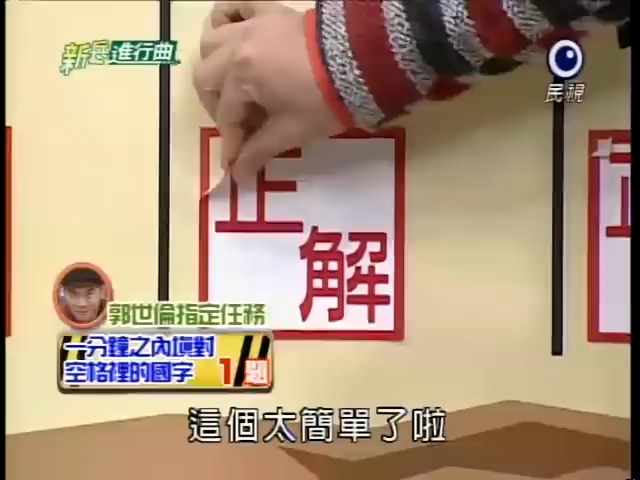 新兵進行曲
民視
正
解
郭世倫指定任務
一分鐘之內填對
空格裡的國字 1題
這個太簡單了啦